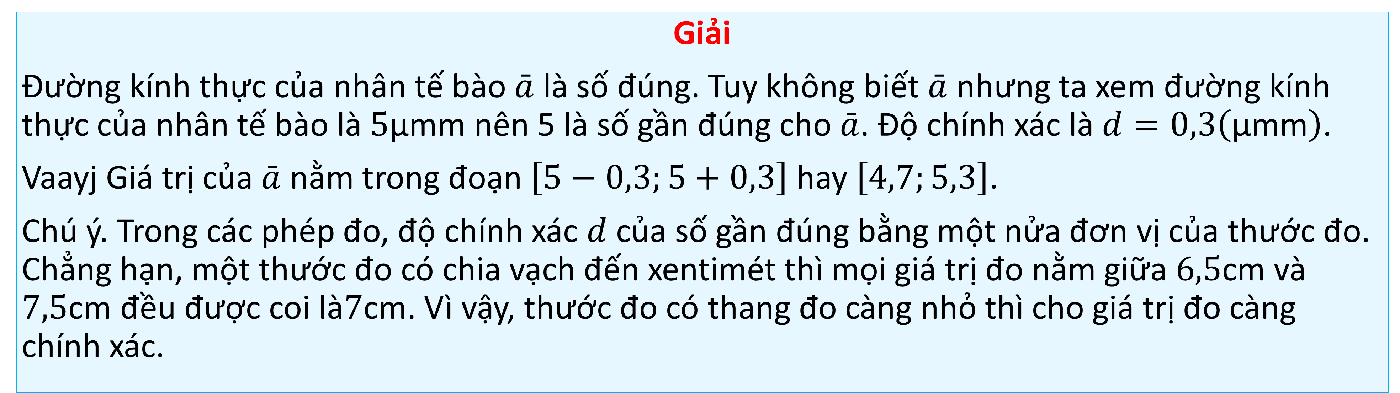 Giải
Đường kính thực của nhân tế bào ā là số đúng. Tuy không biết ā nhưng ta xem đường kính
thực của nhân tế bào là 5μmm nên 5 là số gần đúng cho ā. Độ chính xác là d = 0,3(μmm).
Vaayj Giá trị của ā nằm trong đoạn [5 − 0,3; 5 + 0,3] hay [4,7; 5,3].
Chú ý. Trong các phép đo, độ chính xác d của số gần đúng bằng một nửa đơn vị của thước đo.
Chẳng hạn, một thước đo có chia vạch đến xentimét thì mọi giá trị đo nằm giữa 6,5cm và
7,5cm đều được coi là7cm. Vì vậy, thước đo có thang đo càng nhỏ thì cho giá trị đo càng
chính xác.